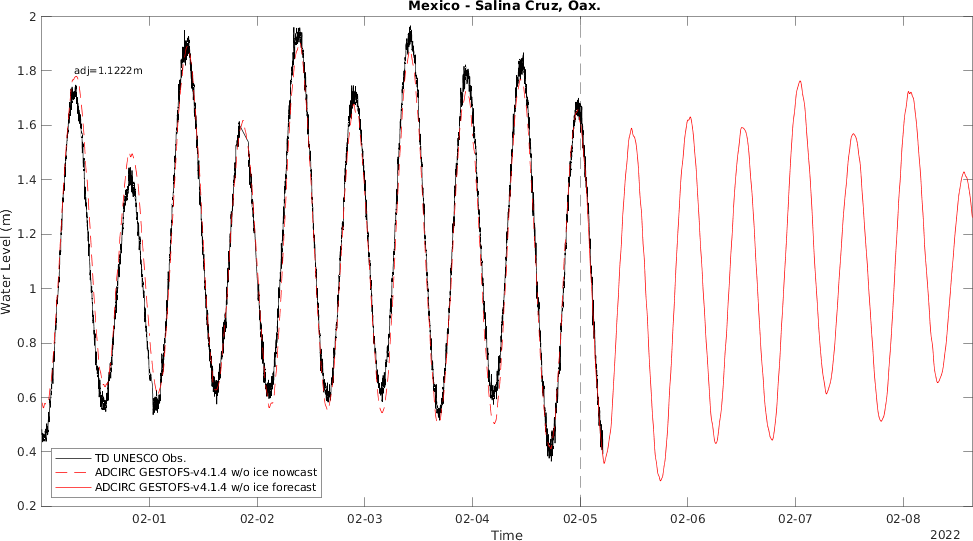 Mexico - Salina Cruz, Oax.
2
1.8
1.6
1.4
1.2
1
0.8
0.6
0.4
0.2
Water Level (m)
adj=1.1222m
TD UNESCO Obs.
ADCIRC GESTOFS-v4.1.4 w/o ice nowcast
ADCIRC GESTOFS-v4.1.4 w/o ice forecast
02-01 02-02 02-03 02-04 02-05 02-06 02-07 02-08
Time
2022